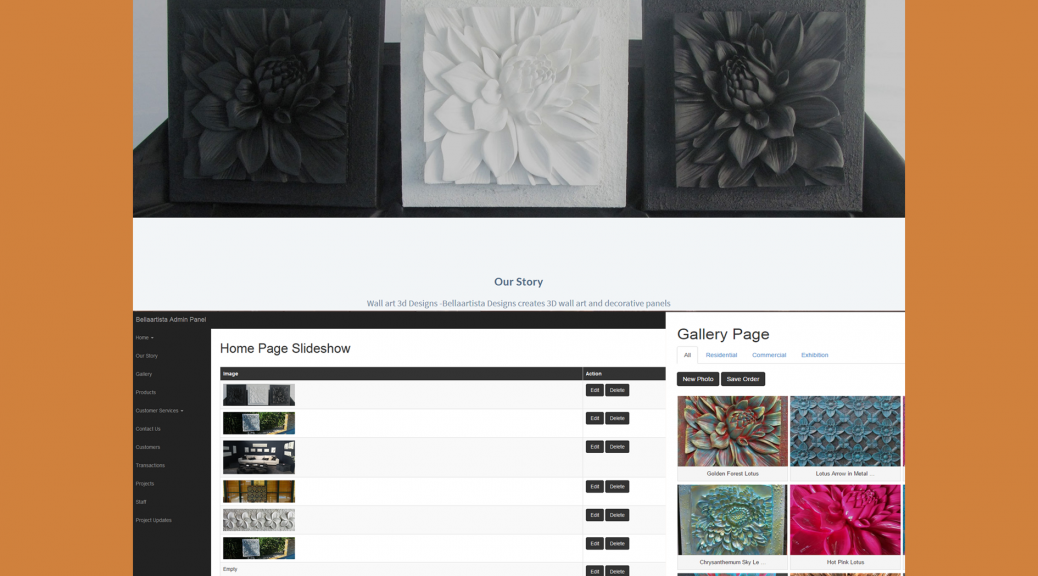 Our Story
Wall art 3d Designs -Bellaartista Designs creates 3D wall art and decorative panels
Bellaartista Admin Panel
Home
Our Story
Gallery
Products
Customer Services
Contact Us
Customers
Transactions
Projects
Staff
Project Updates
Home Page Slideshow
Image Action
Edit Delete
Edit Delete
Edit Delete
Edit Delete
Edit Delete
Edit Delete
Empty Edit Delete
Gallery Page
All Residential Commercial Exhibition
New Photo Save Order
Golden Forest Lotus Lotus Arrow in Metal ...
Chrysanthemum Sky Le ... Hot Pink Lotus